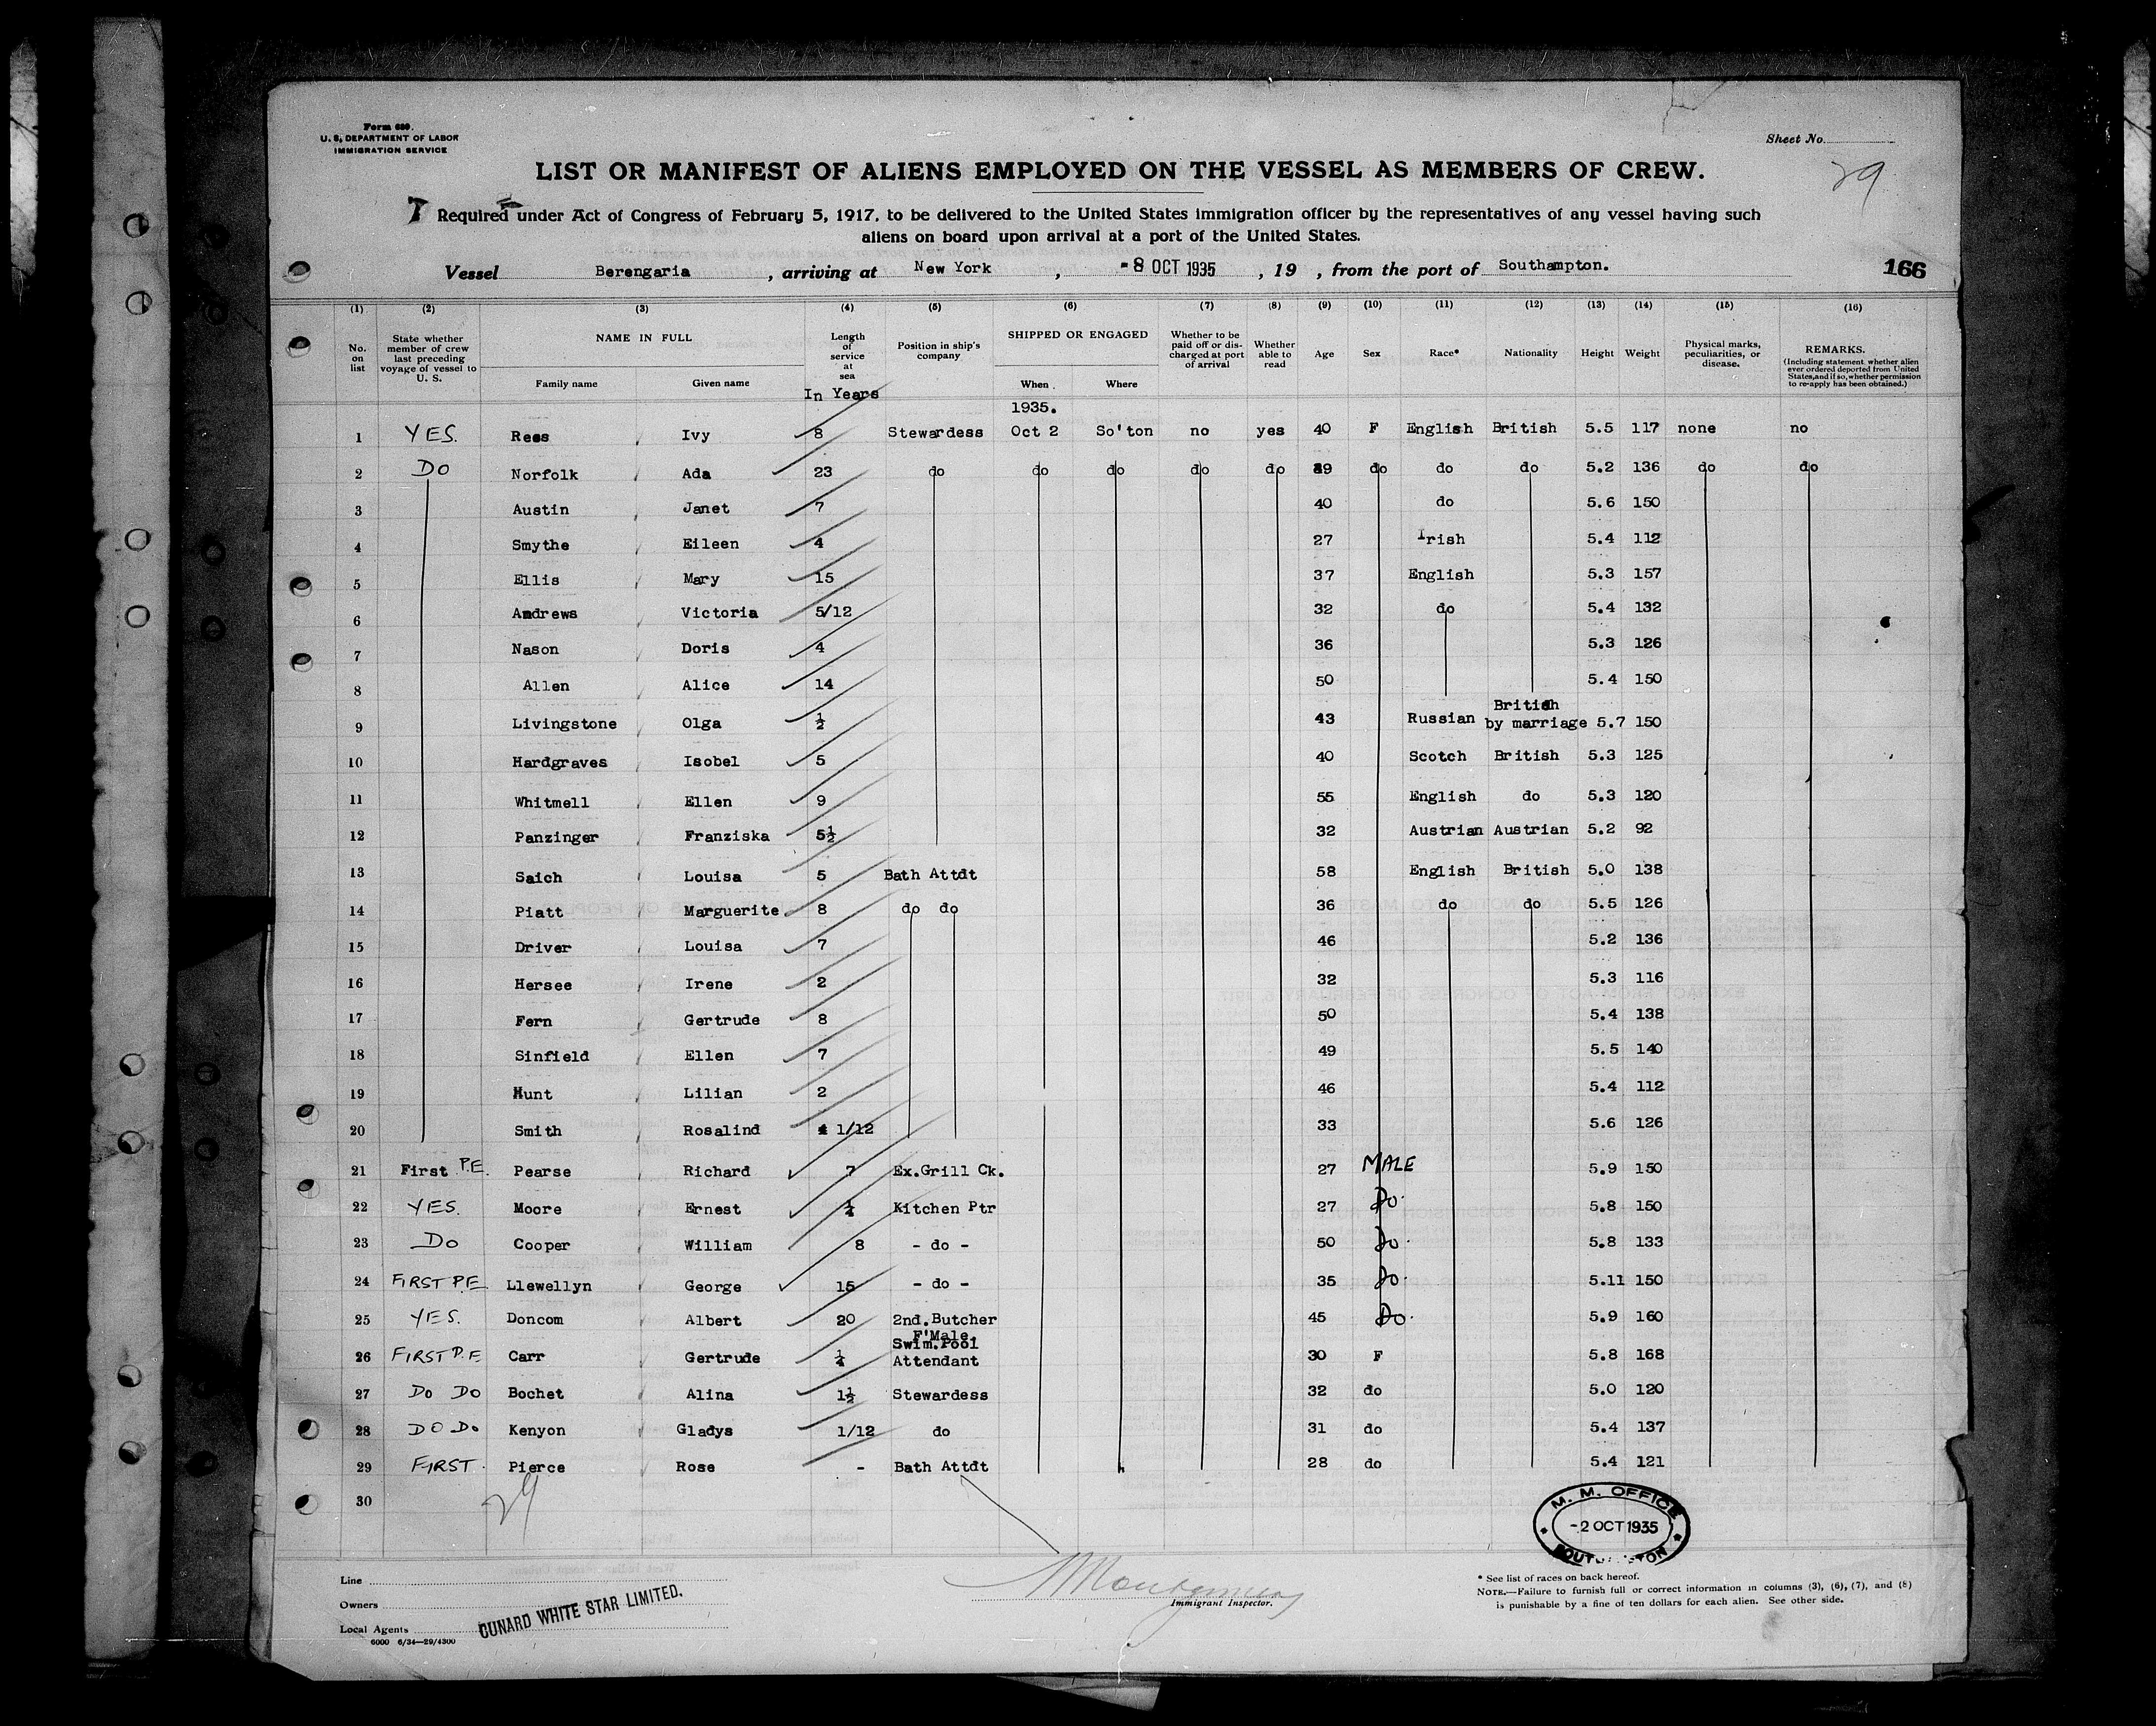 Form 680.
U. S. DEPARTMENT OF LABOR
IMMIGRATION SERVICE
Sheet No.
29
LIST OR MANIFEST OF ALIENS EMPLOYED ON THE VESSEL AS MEMBERS OF CREW.
Required under Act of Congress of February 5, 1917, to be delivered to the United States immigration officer by the representatives of any vessel having such
aliens on board upon arrival at a port of the United States.
Vessel Berengaria, arriving at New York, -8 OCT 1935, 19 , from the port of Southampton.
166
(1) (2) (3) (4) (5) (6) (7) (8) (9) (10) (11) (12) (13) (14) (15) (16)
No. on list
State whether member of crew last preceding voyage of vessel to U. S.
NAME IN FULL
Family name Given name
Length of service at sea
In Years
Position in ship's company
SHIPPED OR ENGAGED
When Where
Whether to be paid off or discharged at port of arrival
Whether able to read
Age Sex Race* Nationality Height Weight
Physical marks, peculiarities, or disease.
REMARKS.
(Including statement whether alien ever ordered deported from United States, and if so, whether permission to re-apply has been obtained.)
1935.
1 YES. Rees , Ivy 8 Stewardess Oct 2 So'ton no yes 40 F English British 5.5 117 none no
2 DO Norfolk , Ada 23 do do do do do 39 do do do 5.2 136 do do
3 Austin , Janet 7 40 do 5.6 150
4 Smythe , Eileen 4 27 Irish 5.4 112
5 Ellis , Mary 15 37 English 5.3 157
6 Andrews , Victoria 5/12 32 do 5.4 132
7 Nason , Doris 4 36 5.3 126
8 Allen , Alice 14 50 5.4 150
9 Livingstone , Olga ½ 43 Russian British by marriage 5.7 150
10 Hardgraves , Isobel 5 40 Scotch British 5.3 125
11 Whitmell , Ellen 9 55 English do 5.3 120
12 Panzinger , Franziska 5½ 32 Austrian Austrian 5.2 92
13 Saich , Louisa 5 Bath Attdt 58 English British 5.0 138
14 Piatt , Marguerite 8 do do 36 do do 5.5 126
15 Driver , Louisa 7 46 5.2 136
16 Hersee , Irene 2 32 5.3 116
17 Fern , Gertrude 8 50 5.4 138
18 Sinfield , Ellen 7 49 5.5 140
19 Hunt , Lilian 2 46 5.4 112
20 Smith , Rosalind 1/12 33 5.6 126
21 First P.E. Pearse , Richard 7 Ex.Grill Ck. 27 MALE 5.9 150
22 YES. Moore , Ernest ¼ Kitchen Ptr 27 Do. 5.8 150
23 Do Cooper , William 8 - do - 50 Do. 5.8 133
24 FIRST P.E Llewellyn , George 15 - do - 35 Do. 5.11 150
25 YES. Doncom , Albert 20 2nd.Butcher 45 Do. 5.9 160
26 FIRST P.E Carr , Gertrude ¼ F'Male Swim.Pool Attendant 30 F 5.8 168
27 Do Do Bochet , Alina 1½ Stewardess 32 do 5.0 120
28 DO Do Kenyon , Gladys 1/12 do 31 do 5.4 137
29 FIRST. Pierce , Rose - Bath Attdt 28 do 5.4 121
30
29
M. M. OFFICE
-2 OCT 1935
Line
Owners
Local Agents
CUNARD WHITE STAR LIMITED.
6000 6/34—29/4300
Immigrant Inspector.
* See list of races on back hereof.
NOTE.—Failure to furnish full or correct information in columns (3), (6), (7), and (8)
is punishable by a fine of ten dollars for each alien. See other side.